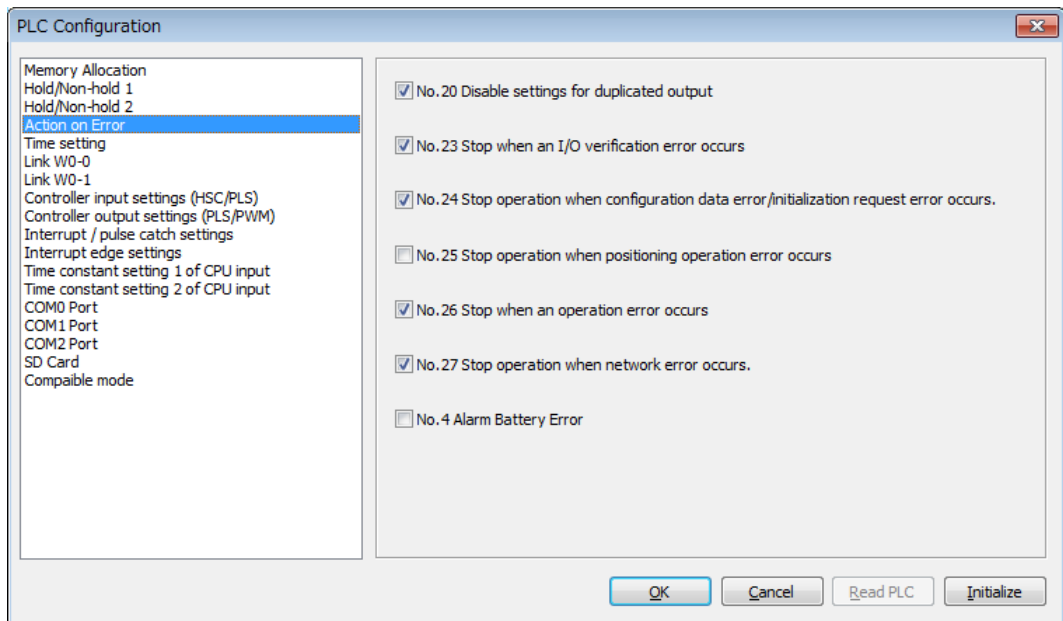 PLC Configuration
Memory Allocation
Hold/Non-hold 1
Hold/Non-hold 2
Action on Error
Time setting
Link W0-0
Link W0-1
Controller input settings (HSC/PLS)
Controller output settings (PLS/PWM)
Interrupt / pulse catch settings
Interrupt edge settings
Time constant setting 1 of CPU input
Time constant setting 2 of CPU input
COM0 Port
COM1 Port
COM2 Port
SD Card
Compaible mode
No.20 Disable settings for duplicated output
No.23 Stop when an I/O verification error occurs
No.24 Stop operation when configuration data error/initialization request error occurs.
No.25 Stop operation when positioning operation error occurs
No.26 Stop when an operation error occurs
No.27 Stop operation when network error occurs.
No.4 Alarm Battery Error
OK
Cancel
Read PLC
Initialize